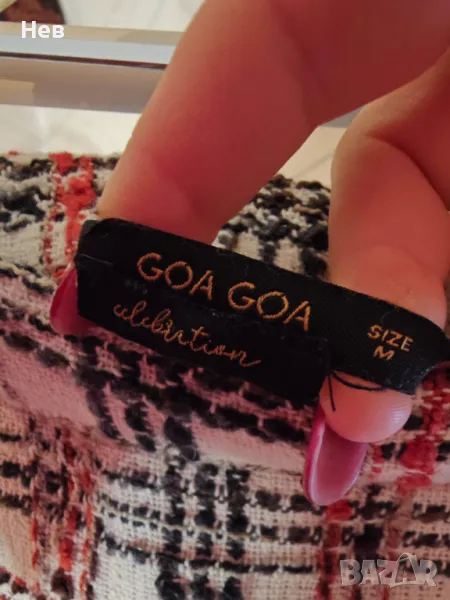 Нев
GOA GOA
celebration
SIZE
M
BAZAR